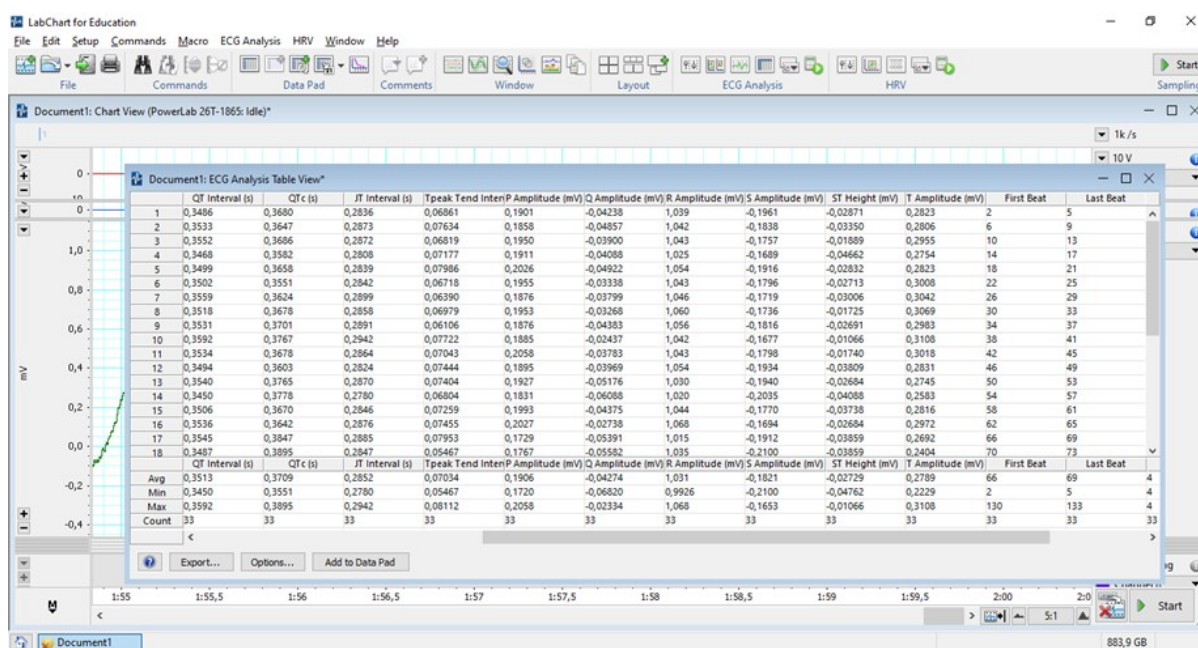 LabChart for Education
File Edit Setup Commands Macro ECG Analysis HRV Window Help
File Commands Data Pad Comments Window Layout ECG Analysis HRV Start Sampling
Document1: Chart View (PowerLab 26T-1865: Idle)*
1k /s
10 V
Document1: ECG Analysis Table View*
QT Interval (s) QTc (s) JT Interval (s) Tpeak Tend Inter P Amplitude (mV) Q Amplitude (mV) R Amplitude (mV) S Amplitude (mV) ST Height (mV) T Amplitude (mV) First Beat Last Beat
1 0,3486 0,3680 0,2836 0,06861 0,1901 -0,04238 1,039 -0,1961 -0,02871 0,2823 2 5
2 0,3533 0,3647 0,2873 0,07634 0,1858 -0,04857 1,042 -0,1838 -0,03350 0,2806 6 9
3 0,3552 0,3686 0,2872 0,06819 0,1950 -0,03900 1,043 -0,1757 -0,01889 0,2955 10 13
4 0,3468 0,3582 0,2808 0,07177 0,1911 -0,04088 1,025 -0,1689 -0,04662 0,2754 14 17
5 0,3499 0,3658 0,2839 0,07986 0,2026 -0,04922 1,054 -0,1916 -0,02832 0,2823 18 21
6 0,3502 0,3551 0,2842 0,06718 0,1955 -0,03338 1,043 -0,1796 -0,02713 0,3008 22 25
7 0,3559 0,3624 0,2899 0,06390 0,1876 -0,03799 1,046 -0,1719 -0,03006 0,3042 26 29
8 0,3518 0,3678 0,2858 0,06979 0,1953 -0,03268 1,060 -0,1736 -0,01725 0,3069 30 33
9 0,3531 0,3701 0,2891 0,06106 0,1876 -0,04383 1,056 -0,1816 -0,02691 0,2983 34 37
10 0,3592 0,3767 0,2942 0,07722 0,1885 -0,02437 1,042 -0,1677 -0,01066 0,3108 38 41
11 0,3534 0,3678 0,2864 0,07043 0,2058 -0,03783 1,043 -0,1798 -0,01740 0,3018 42 45
12 0,3494 0,3603 0,2824 0,07444 0,1895 -0,03969 1,054 -0,1934 -0,03809 0,2831 46 49
13 0,3540 0,3765 0,2870 0,07404 0,1927 -0,05176 1,030 -0,1940 -0,02684 0,2745 50 53
14 0,3450 0,3778 0,2780 0,06804 0,1831 -0,06088 1,020 -0,2035 -0,04088 0,2583 54 57
15 0,3506 0,3670 0,2846 0,07259 0,1993 -0,04375 1,044 -0,1770 -0,03738 0,2816 58 61
16 0,3536 0,3642 0,2876 0,07455 0,2027 -0,02738 1,068 -0,1694 -0,02684 0,2972 62 65
17 0,3545 0,3847 0,2885 0,07953 0,1729 -0,05391 1,015 -0,1912 -0,03859 0,2692 66 69
18 0,3487 0,3895 0,2847 0,05467 0,1767 -0,05582 1,035 -0,2100 -0,03859 0,2404 70 73
QT Interval (s) QTc (s) JT Interval (s) Tpeak Tend Inter P Amplitude (mV) Q Amplitude (mV) R Amplitude (mV) S Amplitude (mV) ST Height (mV) T Amplitude (mV) First Beat Last Beat
Avg 0,3513 0,3709 0,2852 0,07034 0,1906 -0,04274 1,031 -0,1821 -0,02729 0,2789 66 69 4
Min 0,3450 0,3551 0,2780 0,05467 0,1720 -0,06820 0,9926 -0,2100 -0,04762 0,2229 2 5 4
Max 0,3592 0,3895 0,2942 0,08112 0,2058 -0,02334 1,068 -0,1653 -0,01066 0,3108 130 133 4
Count 33 33 33 33 33 33 33 33 33 33 33 33 33
Export... Options... Add to Data Pad
0
0
1,0
0,8
0,6
0,4
mV
0,2
0,0
-0,2
-0,4
1:55 1:55,5 1:56 1:56,5 1:57 1:57,5 1:58 1:58,5 1:59 1:59,5 2:00 2:0
M 5:1 Start
Document1 883,9 GB